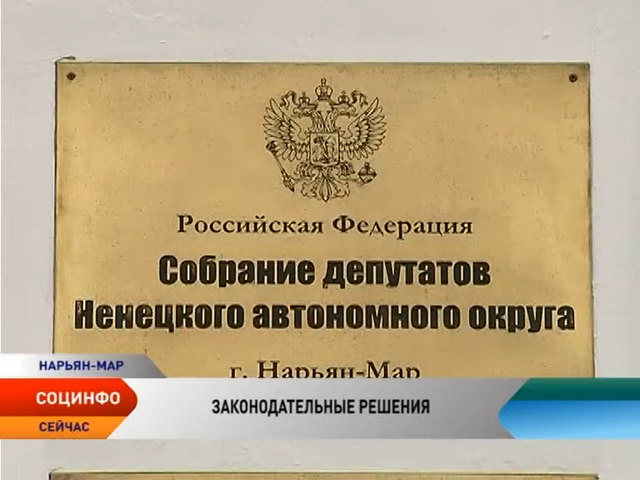 Российская Федерация
Собрание депутатов
Ненецкого автономного округа
г. Нарьян-Мар
НАРЬЯН-МАР
СОЦИНФО
СЕЙЧАС
ЗАКОНОДАТЕЛЬНЫЕ РЕШЕНИЯ